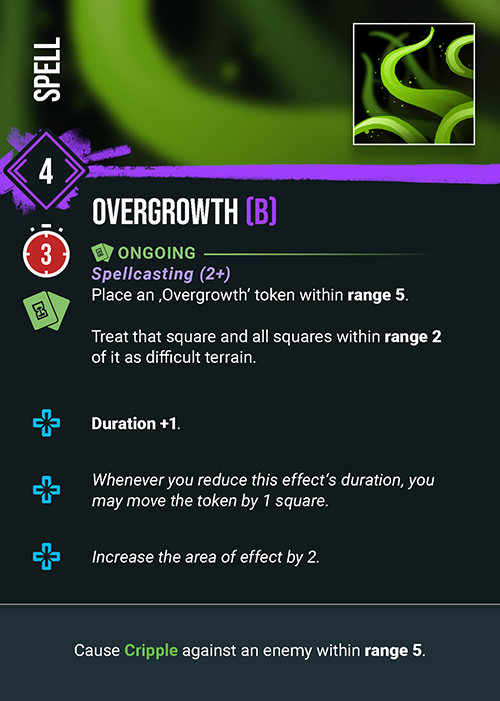 SPELL
4
OVERGROWTH (B)
3
ONGOING
Spellcasting (2+)
Place an ‚Overgrowth‘ token within range 5.
Treat that square and all squares within range 2
of it as difficult terrain.
Duration +1.
Whenever you reduce this effect‘s duration, you
may move the token by 1 square.
Increase the area of effect by 2.
Cause Cripple against an enemy within range 5.